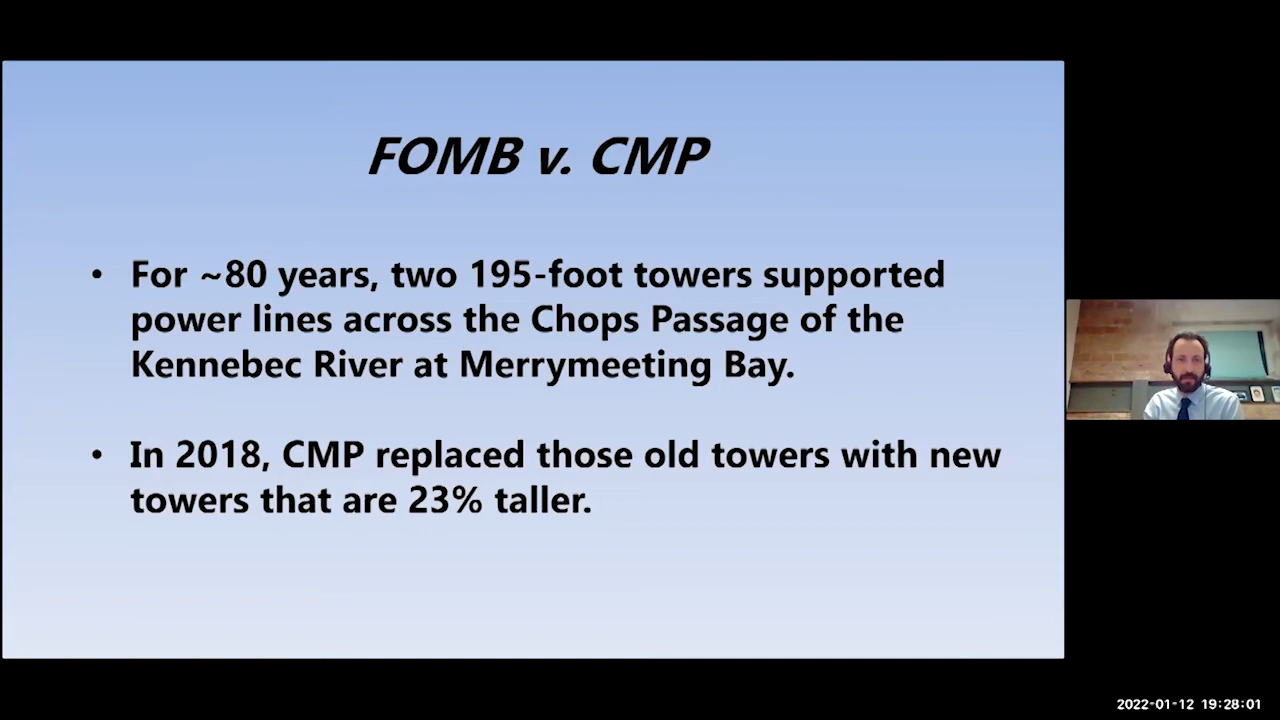 FOMB v. CMP
• For ~80 years, two 195-foot towers supported
power lines across the Chops Passage of the
Kennebec River at Merrymeeting Bay.
• In 2018, CMP replaced those old towers with new
towers that are 23% taller.
2022-01-12 19:28:01